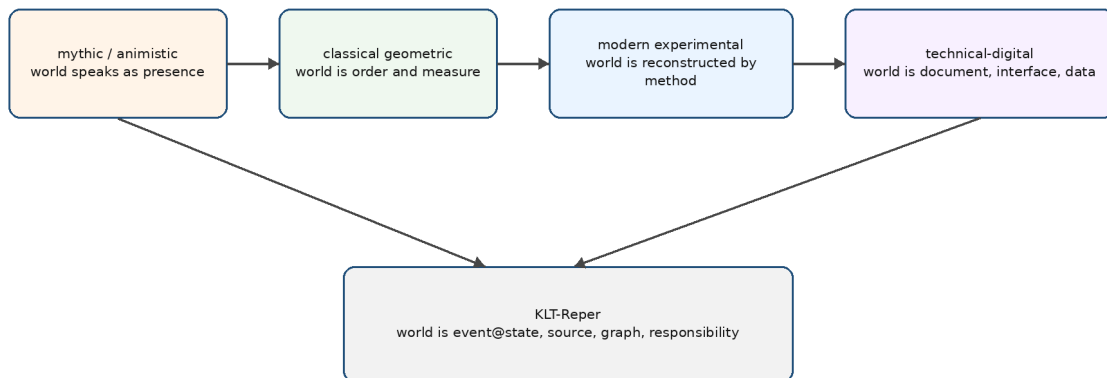 mythic / animistic
world speaks as presence
classical geometric
world is order and measure
modern experimental
world is reconstructed by
method
technical-digital
world is document, interface, data
KLT-Reper
world is event@state, source, graph, responsibility